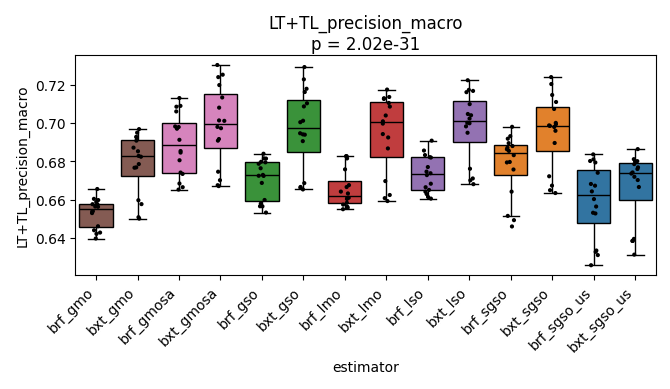 LT+TL_precision_macro
p = 2.02e-31
LT+TL_precision_macro
0.72
0.70
0.68
0.66
0.64
brf_gmo
bxt_gmo
brf_gmosa
bxt_gmosa
brf_gso
bxt_gso
brf_lmo
bxt_lmo
brf_lso
bxt_lso
brf_sgso
bxt_sgso
brf_sgso_us
bxt_sgso_us
estimator